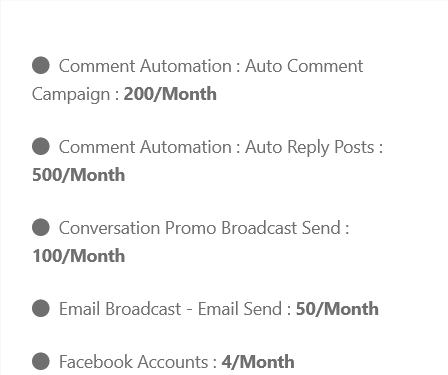 ● Comment Automation : Auto Comment
Campaign : 200/Month
● Comment Automation : Auto Reply Posts :
500/Month
● Conversation Promo Broadcast Send :
100/Month
● Email Broadcast - Email Send : 50/Month
● Facebook Accounts : 4/Month